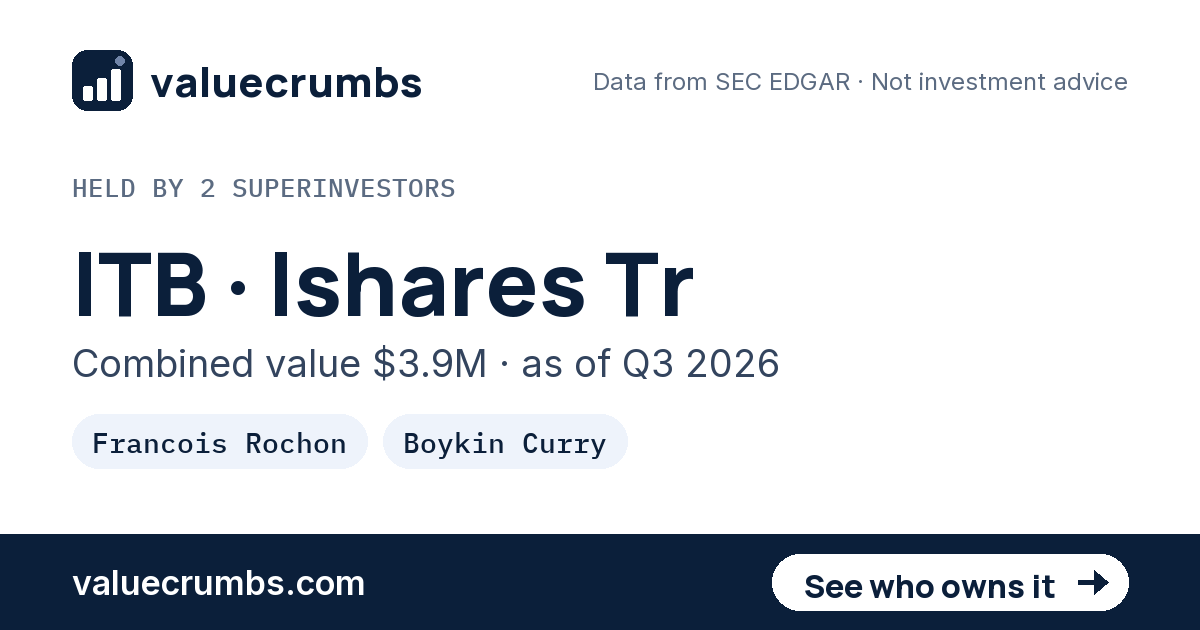 valuecrumbs
Data from SEC EDGAR · Not investment advice
HELD BY 2 SUPERINVESTORS
ITB · Ishares Tr
Combined value $3.9M · as of Q3 2026
Francois Rochon
Boykin Curry
valuecrumbs.com
See who owns it →